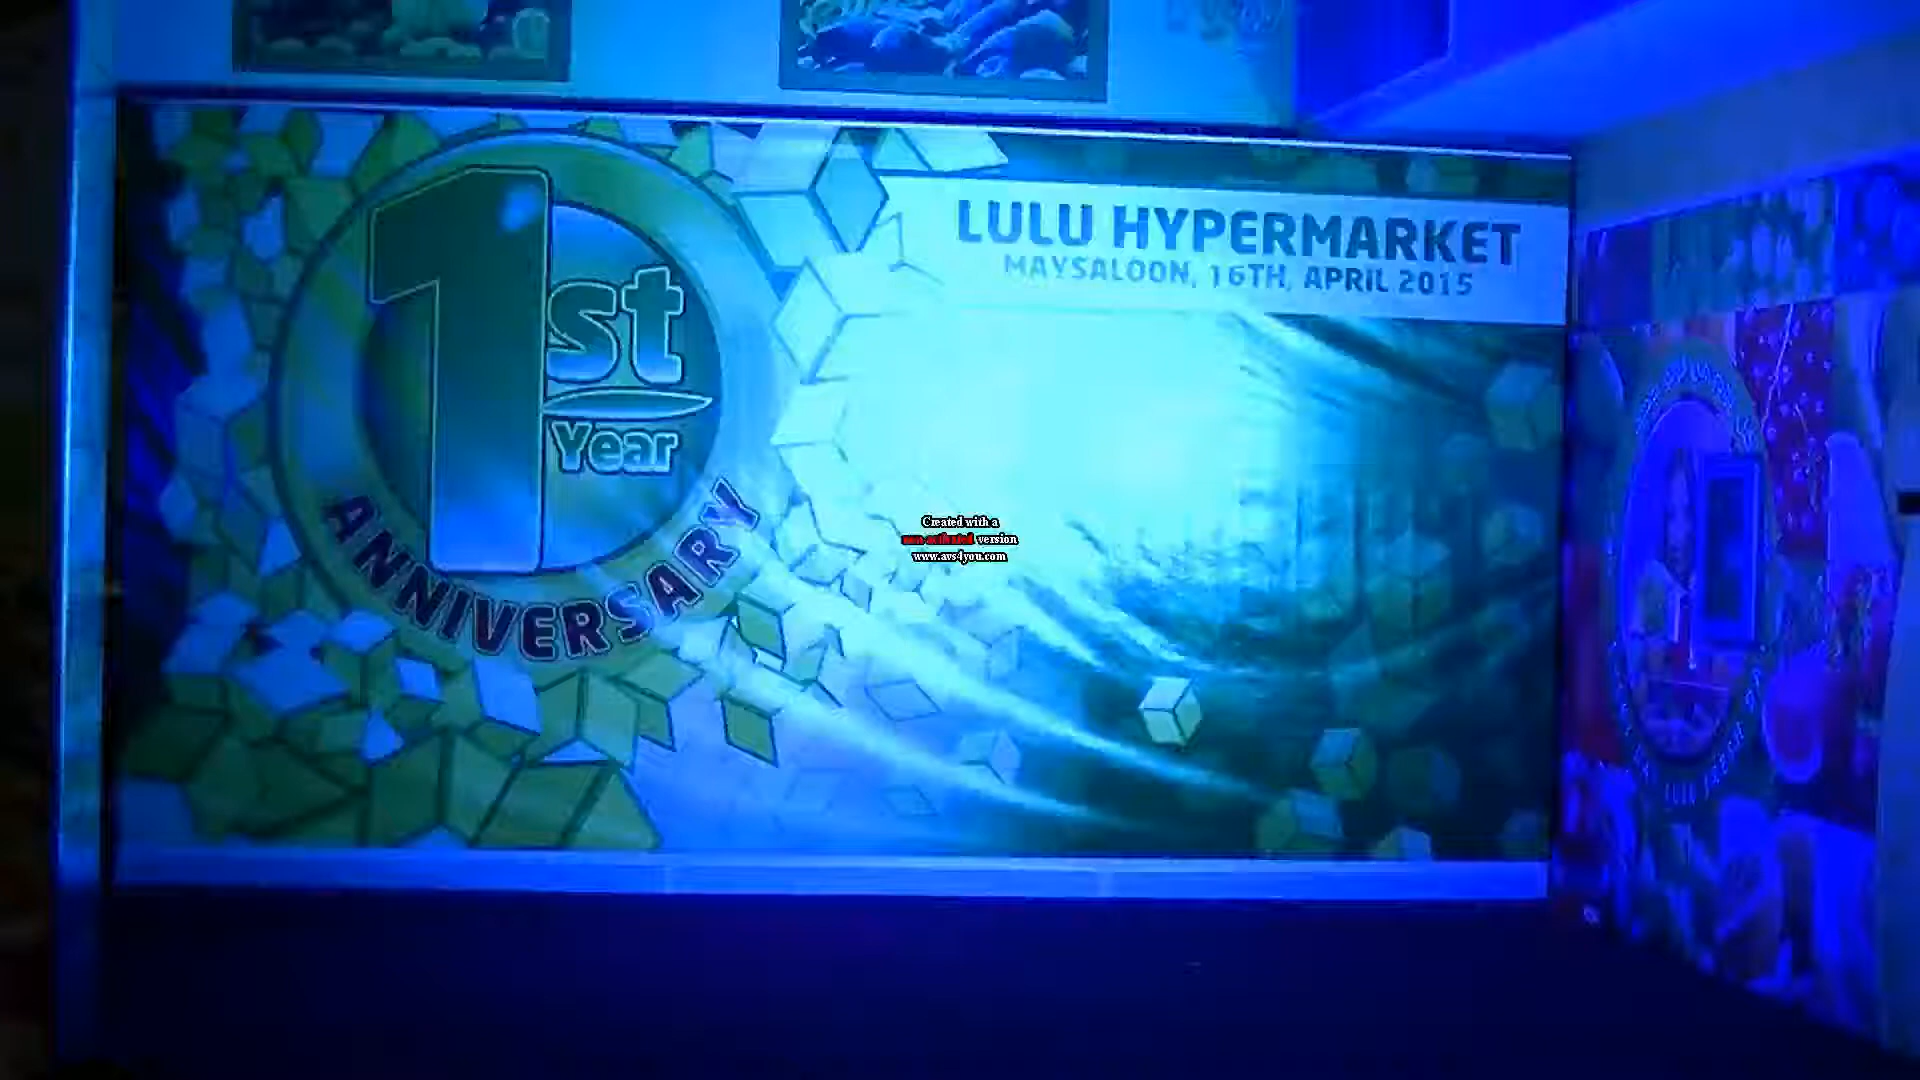 1st
Year
ANNIVERSARY
LULU HYPERMARKET
MAYSALOON, 16TH, APRIL 2015
Created with a
non-activated version
www.avs4you.com